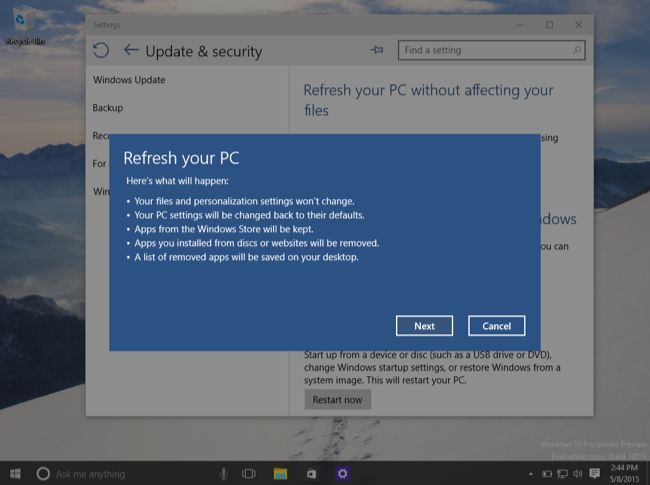 Recycle Bin
Settings
Update & security
Find a setting
Windows Update
Backup
Rec
For
Win
Refresh your PC without affecting your
files
sing
dows
ou can
Refresh your PC
Here's what will happen:
• Your files and personalization settings won't change.
• Your PC settings will be changed back to their defaults.
• Apps from the Windows Store will be kept.
• Apps you installed from discs or websites will be removed.
• A list of removed apps will be saved on your desktop.
Next
Cancel
Start up from a device or disc (such as a USB drive or DVD),
change Windows startup settings, or restore Windows from a
system image. This will restart your PC.
Restart now
Windows 10 Pro Insider Preview
Evaluation copy. Build 10074
Ask me anything
2:44 PM
5/8/2015